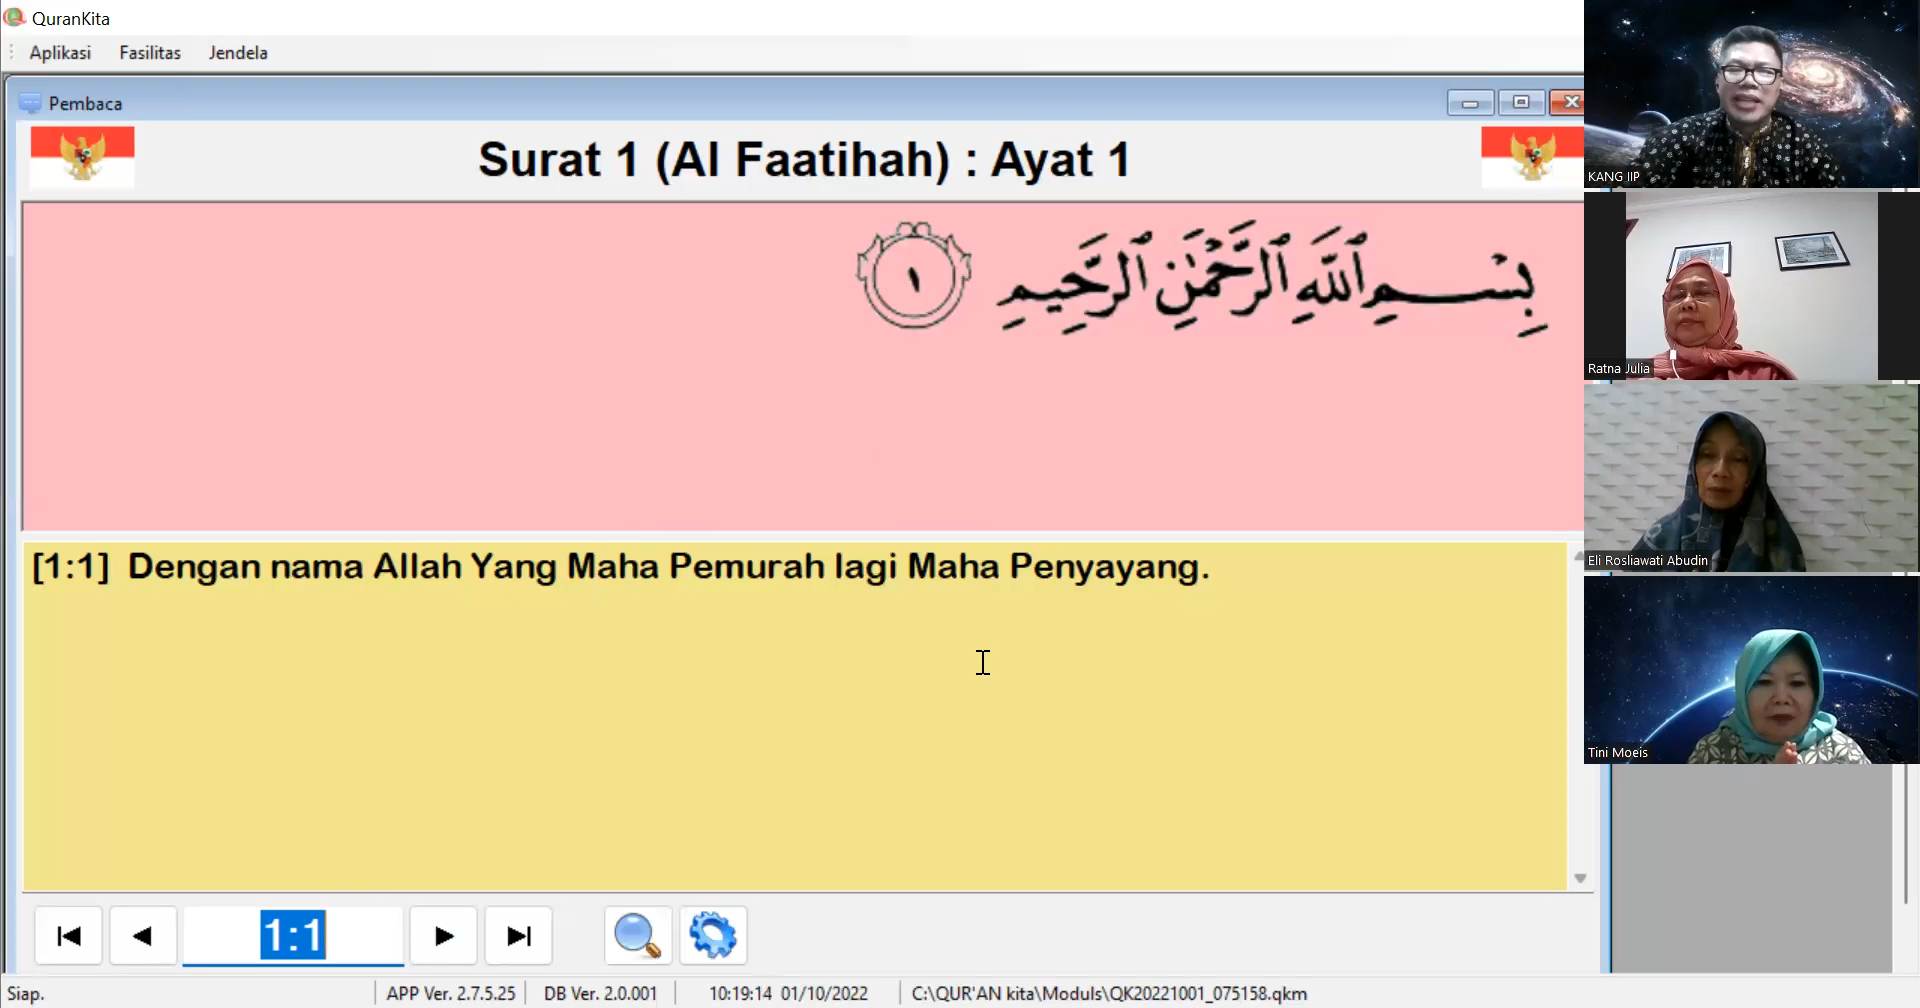 QuranKita
Aplikasi Fasilitas Jendela
Pembaca
Surat 1 (Al Faatihah) : Ayat 1
بِسْمِ ٱللَّهِ ٱلرَّحْمَٰنِ ٱلرَّحِيمِ ١
[1:1] Dengan nama Allah Yang Maha Pemurah lagi Maha Penyayang.
1:1
Siap. APP Ver. 2.7.5.25 DB Ver. 2.0.001 10:19:14 01/10/2022 C:\QUR'AN kita\Moduls\QK20221001_075158.qkm
KANG IIP
Ratna Julia
Eli Rosliawati Abudin
Tini Moeis